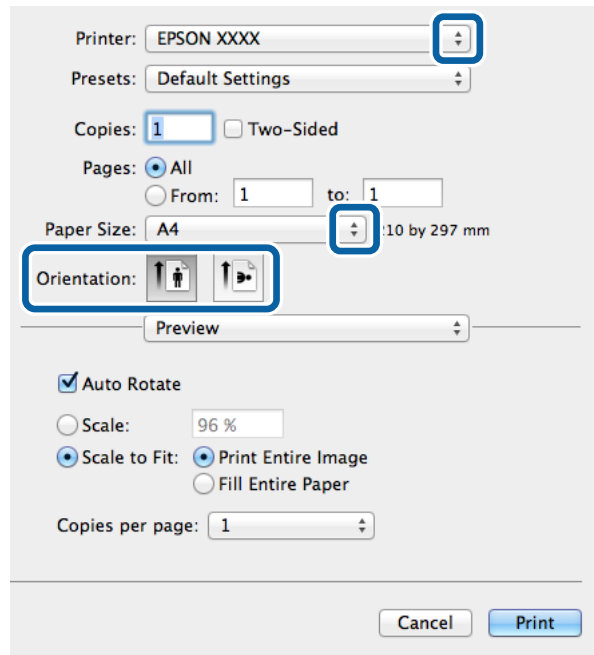 Printer: EPSON XXXX
Presets: Default Settings
Copies: 1 Two-Sided
Pages: All
From: 1 to: 1
Paper Size: A4 210 by 297 mm
Orientation:
Preview
Auto Rotate
Scale: 96 %
Scale to Fit: Print Entire Image
Fill Entire Paper
Copies per page: 1
Cancel Print